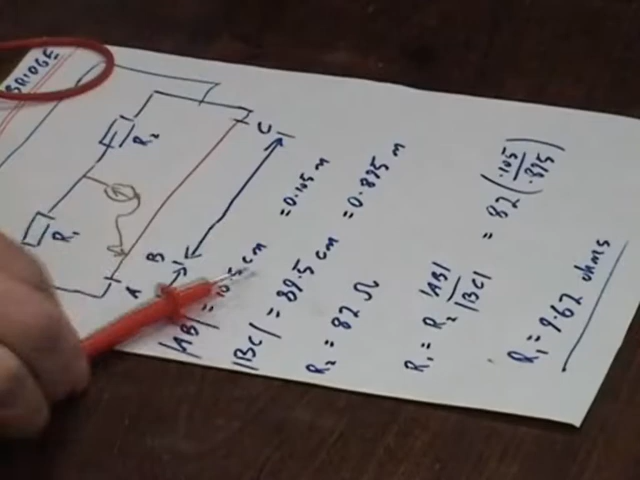 BRIDGE
R₂
R₁
C
B
A
|AB| = 10.5 cm = 0.105 m
|BC| = 89.5 cm = 0.895 m
R₂ = 82 Ω
R₁ = R₂ |AB| / |BC| = 82 (.105 / .895)
R₁ = 9.62 ohms